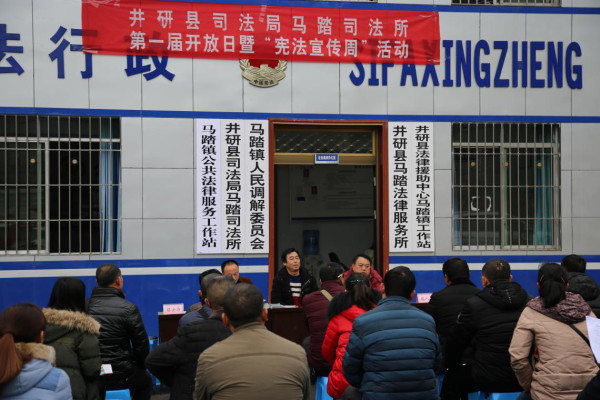 井研县司法局马踏司法所
第一届开放日暨“宪法宣传周”活动
法行政
SIFAXINGZHENG
马踏镇公共法律服务工作站
井研县司法局马踏司法所
马踏镇人民调解委员会
井研县马踏法律服务所
井研县法律援助中心马踏镇工作站